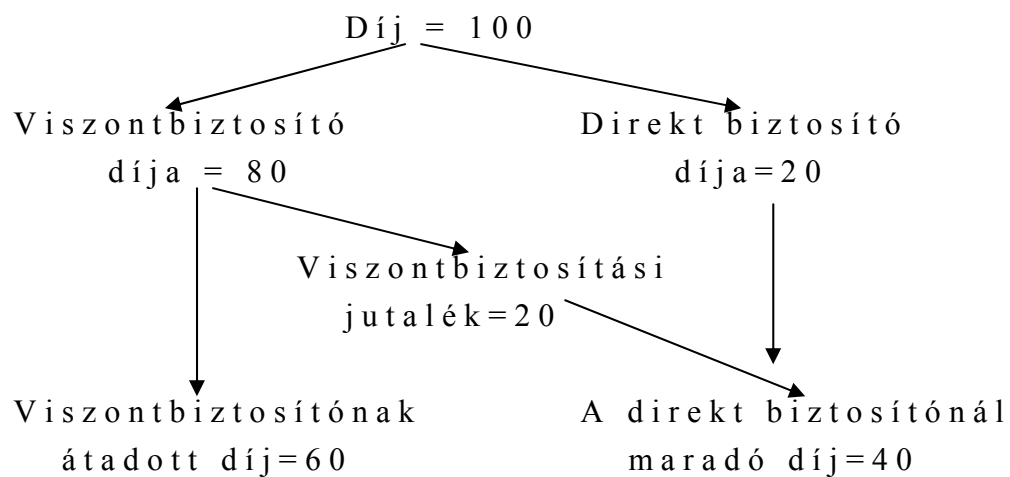 Díj = 100
Viszontbiztosító
díja = 80
Direkt biztosító
díja=20
Viszontbiztosítási
jutalék=20
Viszontbiztosítónak
átadott díj=60
A direkt biztosítónál
maradó díj=40